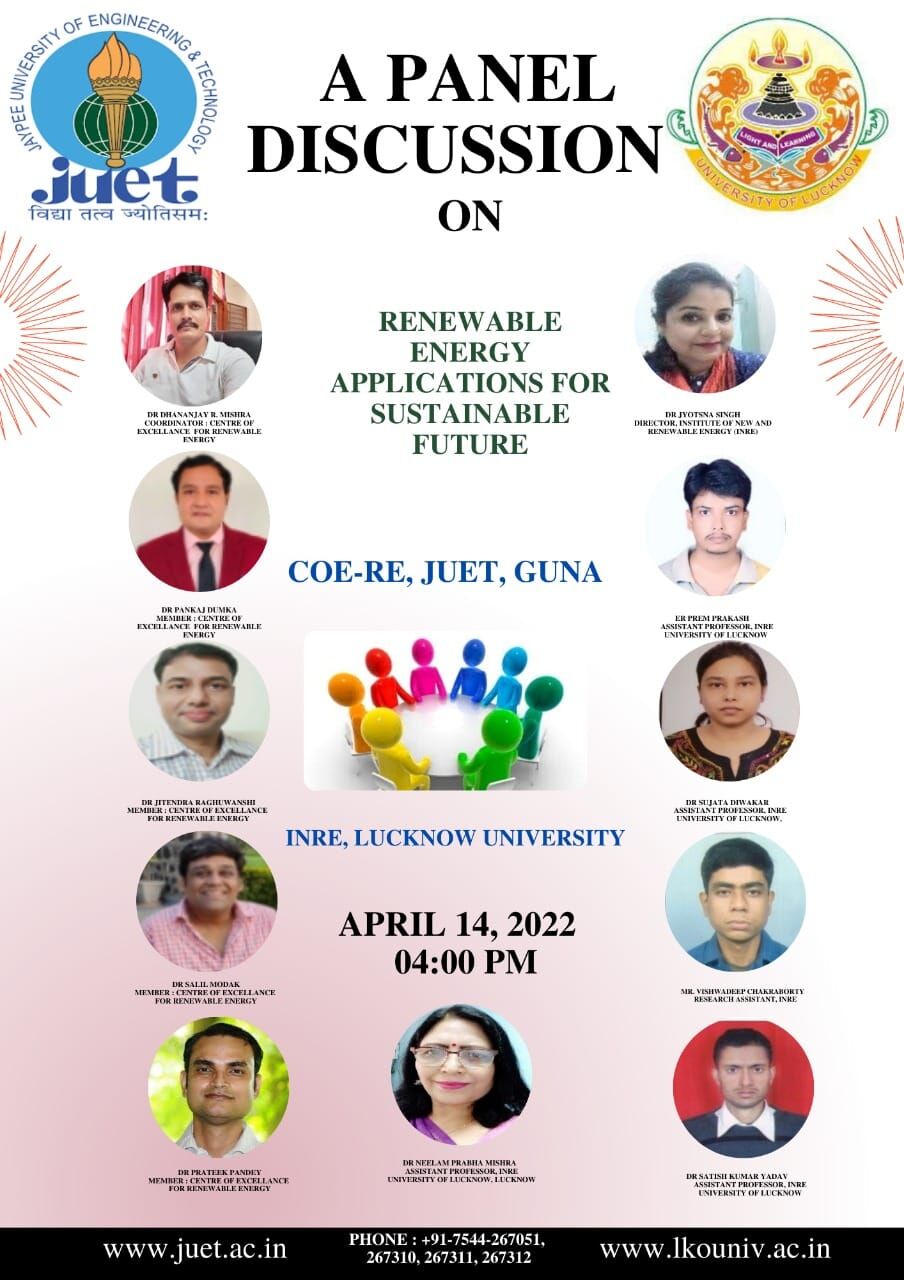 JAYPEE UNIVERSITY OF ENGINEERING & TECHNOLOGY
juet
विद्या तत्व ज्योतिसम:
A PANEL
DISCUSSION
ON
LIGHT AND LEARNING
UNIVERSITY OF LUCKNOW
RENEWABLE
ENERGY
APPLICATIONS FOR
SUSTAINABLE
FUTURE
DR DHANANJAY R. MISHRA
COORDINATOR : CENTRE OF
EXCELLANCE FOR RENEWABLE
ENERGY
DR JYOTSNA SINGH
DIRECTOR, INSTITUTE OF NEW AND
RENEWABLE ENERGY (INRE)
COE-RE, JUET, GUNA
DR PANKAJ DUMKA
MEMBER : CENTRE OF
EXCELLANCE FOR RENEWABLE
ENERGY
ER PREM PRAKASH
ASSISTANT PROFESSOR, INRE
UNIVERSITY OF LUCKNOW
DR JITENDRA RAGHUWANSHI
MEMBER : CENTRE OF EXCELLANCE
FOR RENEWABLE ENERGY
DR SUJATA DIWAKAR
ASSISTANT PROFESSOR, INRE
UNIVERSITY OF LUCKNOW,
INRE, LUCKNOW UNIVERSITY
APRIL 14, 2022
04:00 PM
DR SALIL MODAK
MEMBER : CENTRE OF EXCELLANCE
FOR RENEWABLE ENERGY
MR. VISHWADEEP CHAKRABORTY
RESEARCH ASSISTANT, INRE
DR PRATEEK PANDEY
MEMBER : CENTRE OF EXCELLANCE
FOR RENEWABLE ENERGY
DR NEELAM PRABHA MISHRA
ASSISTANT PROFESSOR, INRE
UNIVERSITY OF LUCKNOW, LUCKNOW
DR SATISH KUMAR YADAV
ASSISTANT PROFESSOR, INRE
UNIVERSITY OF LUCKNOW
www.juet.ac.in
PHONE : +91-7544-267051,
267310, 267311, 267312
www.lkouniv.ac.in